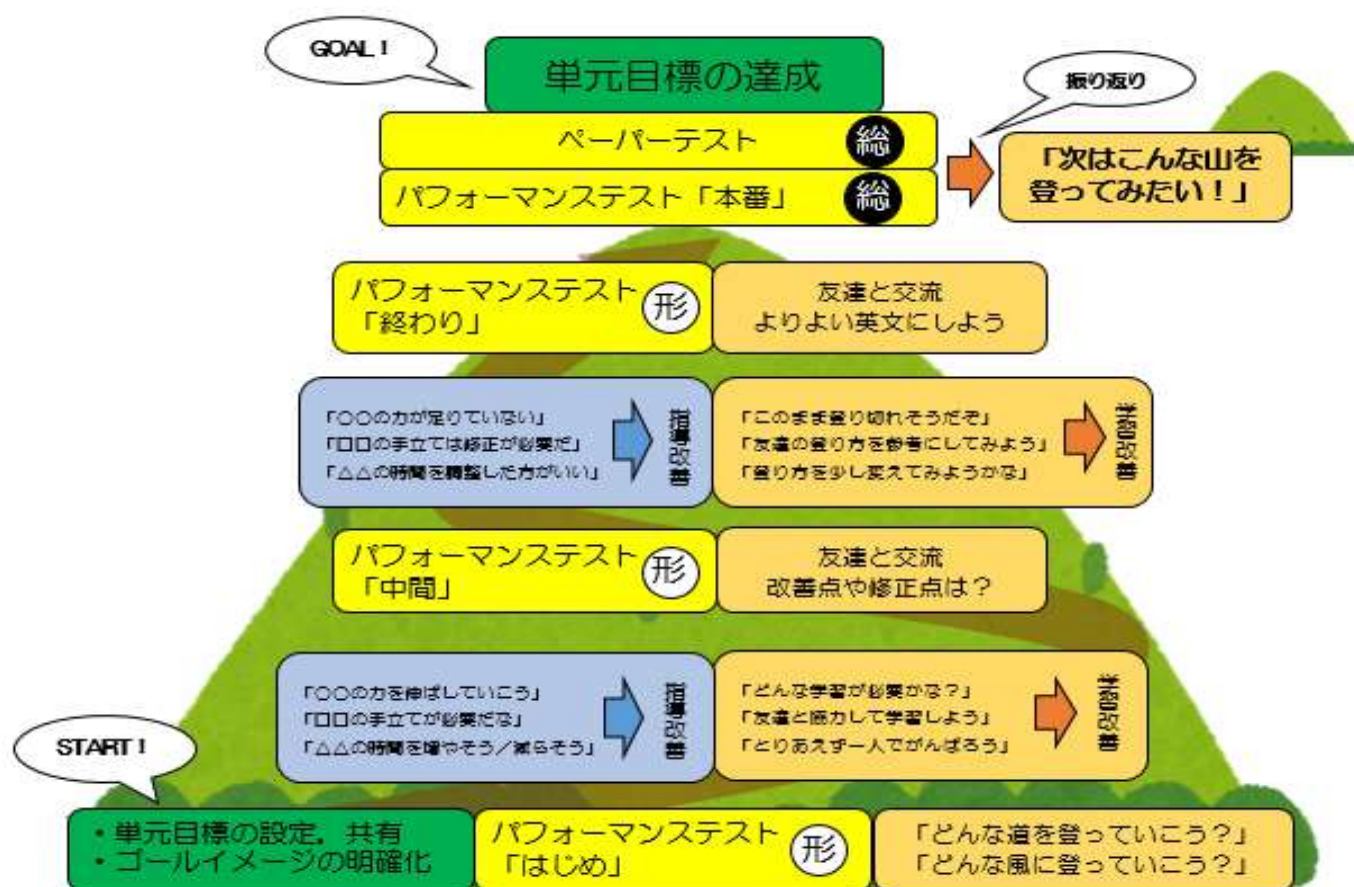 GOAL！
単元目標の達成
振り返り
ペーパーテスト 総
パフォーマンステスト「本番」 総
「次はこんな山を
登ってみたい！」
パフォーマンステスト
「終わり」
形
友達と交流
よりよい英文にしよう
「○○の力が足りていない」
「□□の手立ては修正が必要だ」
「△△の時間を調整した方がいい」
指導改善
「このまま登り切れそうだぞ」
「友達の登り方を参考にしてみよう」
「登り方を少し変えてみようかな」
パフォーマンステスト
「中間」
形
友達と交流
改善点や修正点は？
「○○の力を伸ばしていこう」
「□□の手立てが必要だな」
「△△の時間を増やそう／減らそう」
指導改善
「どんな学習が必要かな？」
「友達と協力して学習しよう」
「とりあえず一人でがんばろう」
START！
・単元目標の設定，共有
・ゴールイメージの明確化
パフォーマンステスト
「はじめ」
形
「どんな道を登っていこう？」
「どんな風に登っていこう？」